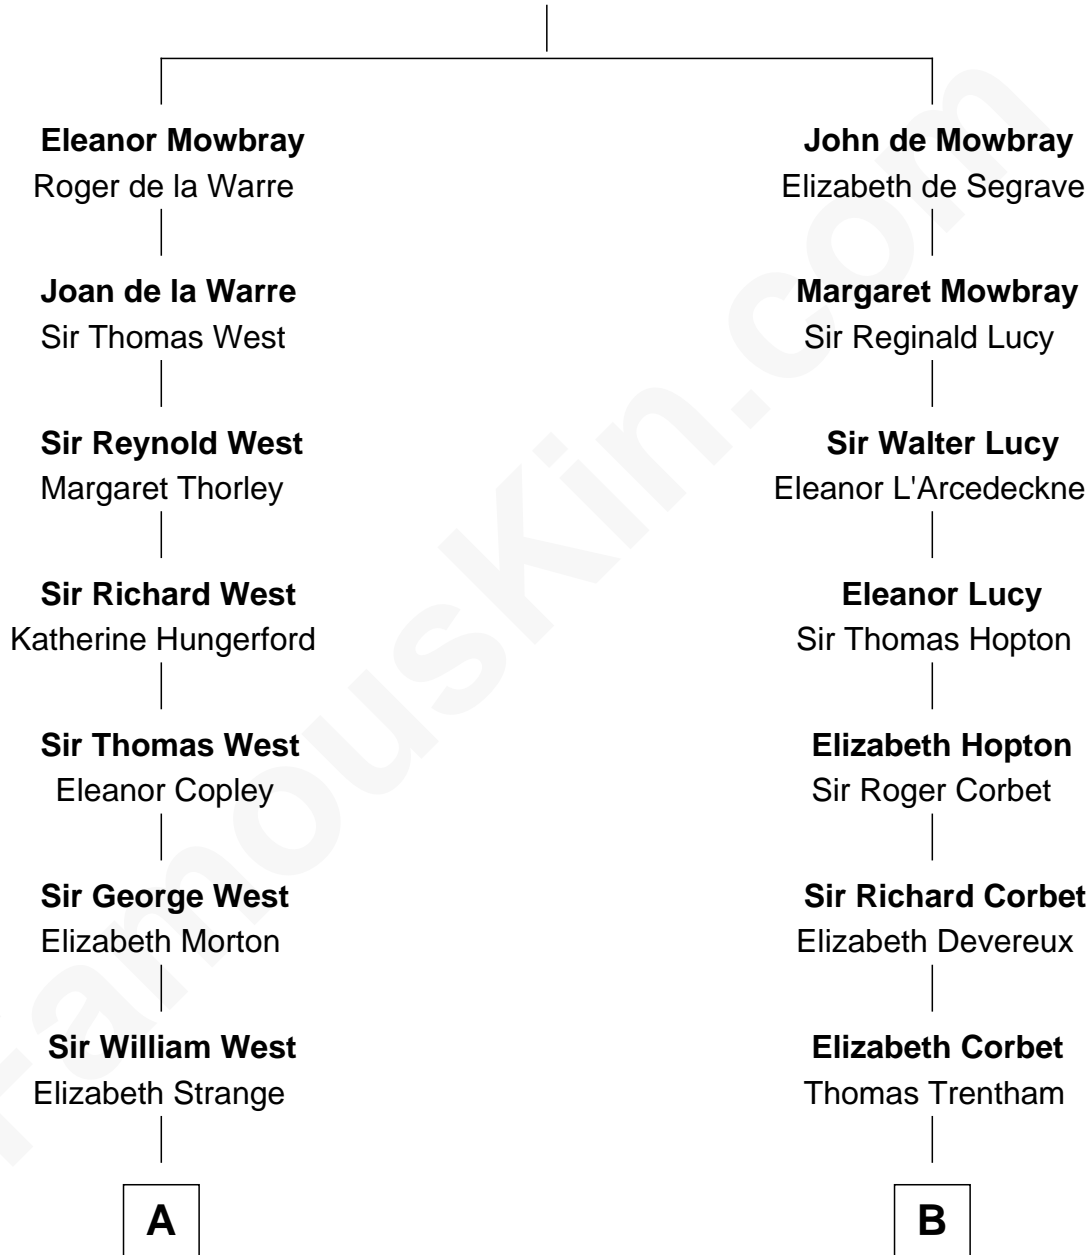 Eleanor Mowbray
Roger de la Warre
John de Mowbray
Elizabeth de Segrave
Joan de la Warre
Sir Thomas West
Margaret Mowbray
Sir Reginald Lucy
Sir Reynold West
Margaret Thorley
Sir Walter Lucy
Eleanor L'Arcedeckne
Sir Richard West
Katherine Hungerford
Eleanor Lucy
Sir Thomas Hopton
Sir Thomas West
Eleanor Copley
Elizabeth Hopton
Sir Roger Corbet
Sir George West
Elizabeth Morton
Sir Richard Corbet
Elizabeth Devereux
Sir William West
Elizabeth Strange
Elizabeth Corbet
Thomas Trentham
A
B
FamousKin.com